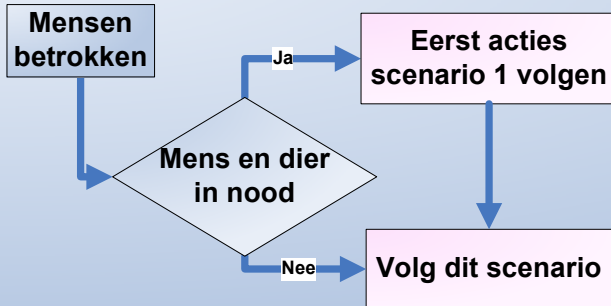 Mensen
betrokken
Ja
Eerst acties
scenario 1 volgen
Mens en dier
in nood
Nee
Volg dit scenario